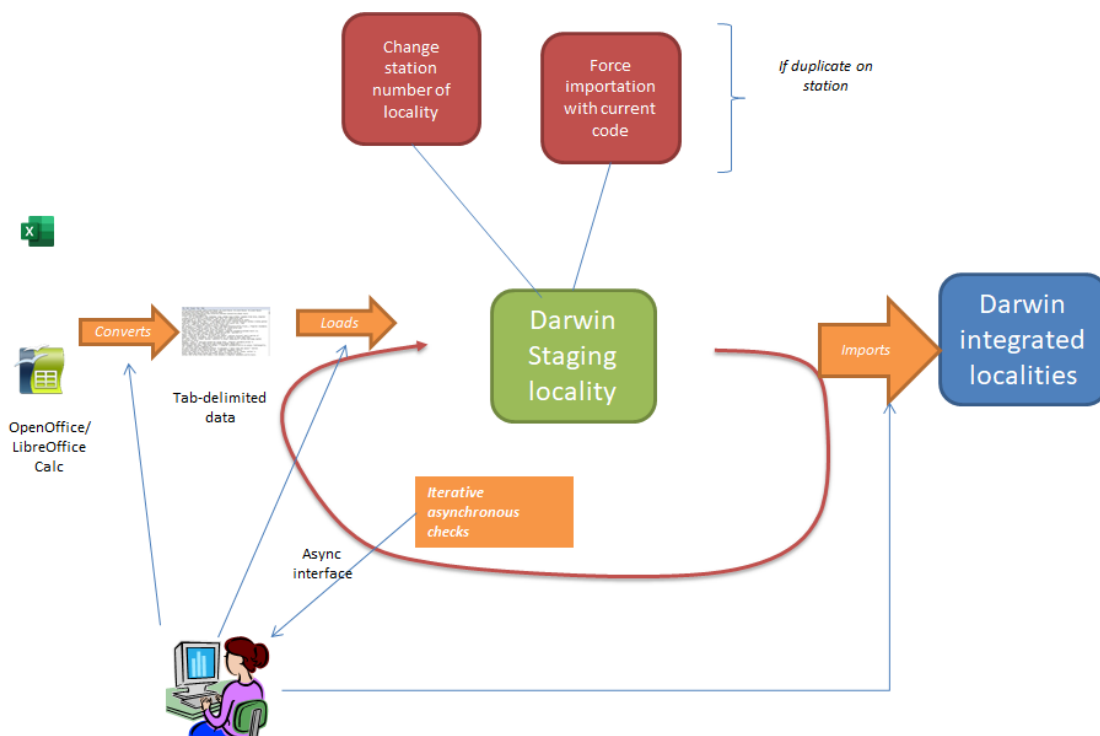 Change
station
number of
locality
Force
importation
with current
code
If duplicate on
station
X
Converts
Loads
Darwin
Staging
locality
Imports
Darwin
integrated
localities
Tab-delimited
data
OpenOffice/
LibreOffice
Calc
Iterative
asynchronous
checks
Async
interface